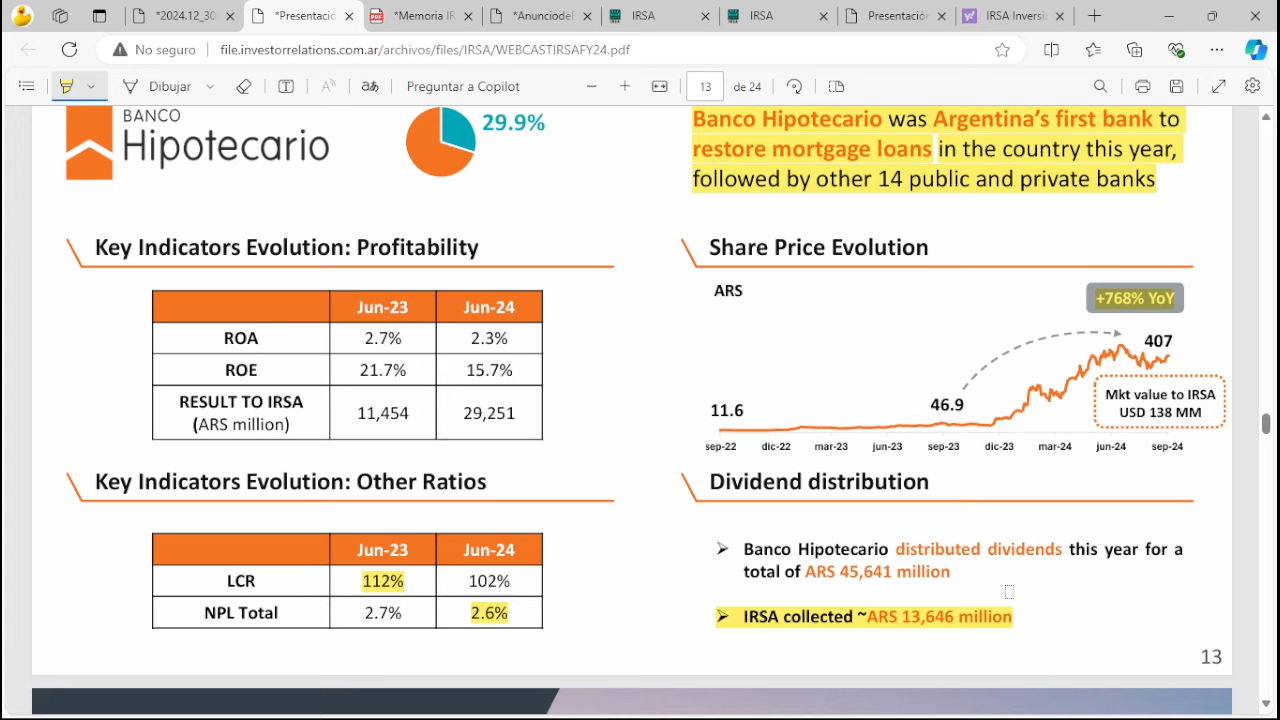 *2024.12_30
*Presentació
*Memoria IR
*AnunciodeF
IRSA
IRSA
Presentación
IRSA Inversio
No seguro
file.investorrelations.com.ar/archivos/files/IRSA/WEBCASTIRSAFY24.pdf
Dibujar
Preguntar a Copilot
13
de 24
BANCO
Hipotecario
29.9%
Banco Hipotecario was Argentina's first bank to
restore mortgage loans in the country this year,
followed by other 14 public and private banks
Key Indicators Evolution: Profitability
Jun-23 Jun-24
ROA 2.7% 2.3%
ROE 21.7% 15.7%
RESULT TO IRSA
(ARS million) 11,454 29,251
Share Price Evolution
ARS
+768% YoY
407
46.9
11.6
Mkt value to IRSA
USD 138 MM
sep-22 dic-22 mar-23 jun-23 sep-23 dic-23 mar-24 jun-24 sep-24
Key Indicators Evolution: Other Ratios
Jun-23 Jun-24
LCR 112% 102%
NPL Total 2.7% 2.6%
Dividend distribution
Banco Hipotecario distributed dividends this year for a
total of ARS 45,641 million
IRSA collected ~ARS 13,646 million
13